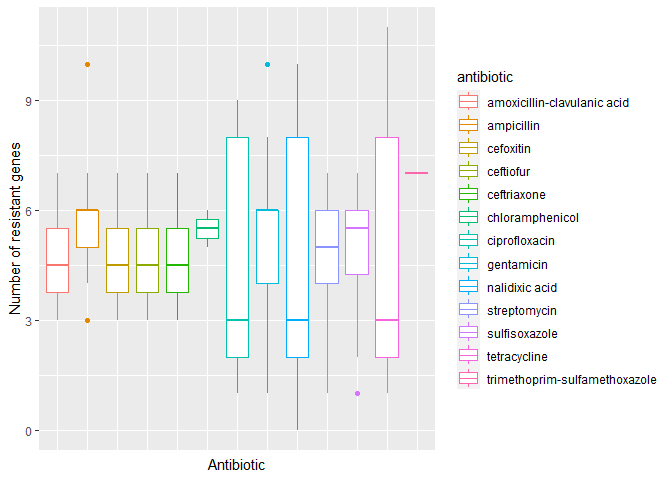 Number of resistant genes
9
6
3
0
Antibiotic
antibiotic
amoxicillin-clavulanic acid
ampicillin
cefoxitin
ceftiofur
ceftriaxone
chloramphenicol
ciprofloxacin
gentamicin
nalidixic acid
streptomycin
sulfisoxazole
tetracycline
trimethoprim-sulfamethoxazole